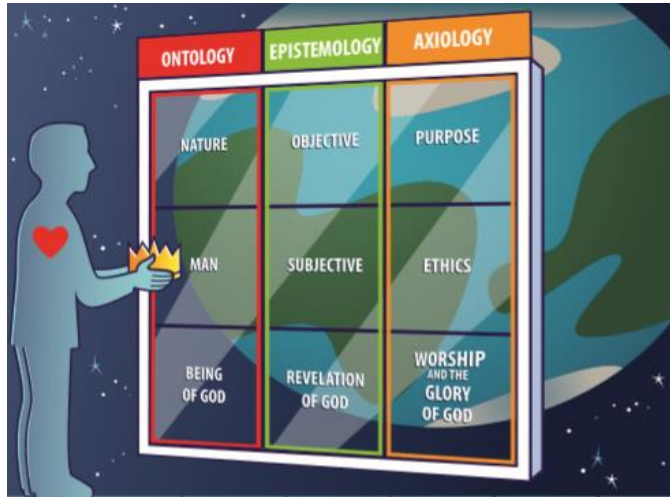 ONTOLOGY
EPISTEMOLOGY
AXIOLOGY
NATURE
OBJECTIVE
PURPOSE
MAN
SUBJECTIVE
ETHICS
BEING
OF GOD
REVELATION
OF GOD
WORSHIP
AND THE
GLORY
OF GOD